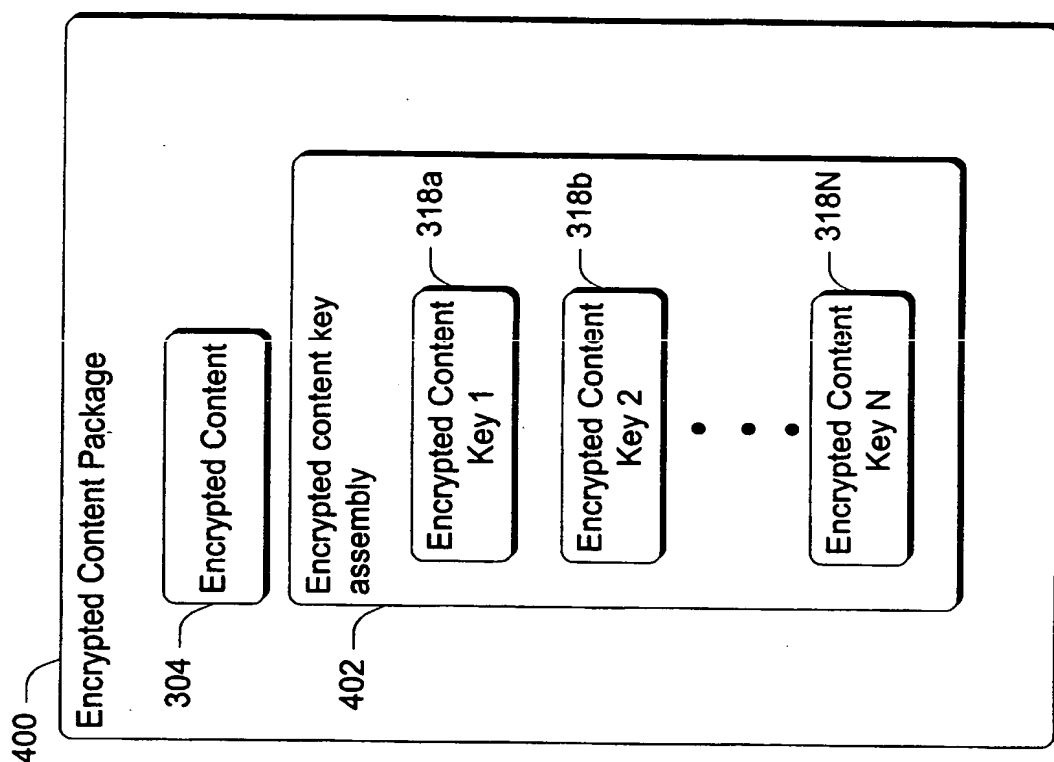 400
Encrypted Content Package
304
Encrypted Content
402
Encrypted content key
assembly
Encrypted Content
Key 1
318a
Encrypted Content
Key 2
318b
Encrypted Content
Key N
318N